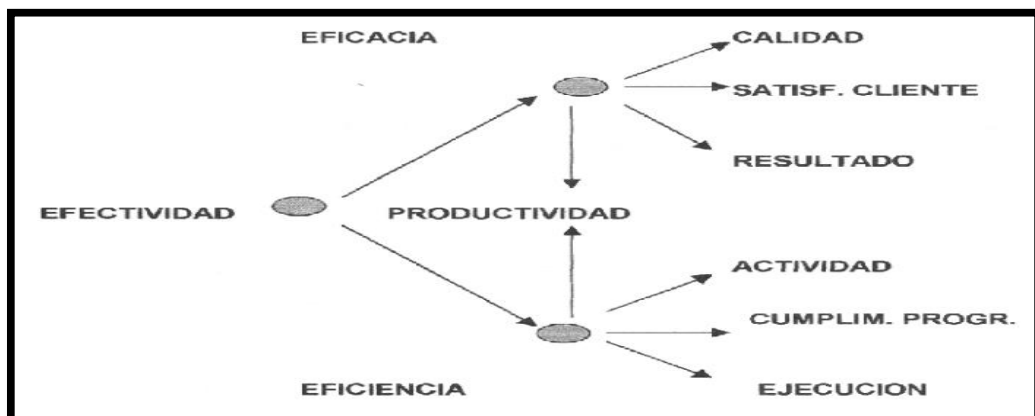 EFICACIA
CALIDAD
SATISF. CLIENTE
RESULTADO
EFECTIVIDAD
PRODUCTIVIDAD
ACTIVIDAD
CUMPLIM. PROGR.
EFICIENCIA
EJECUCION